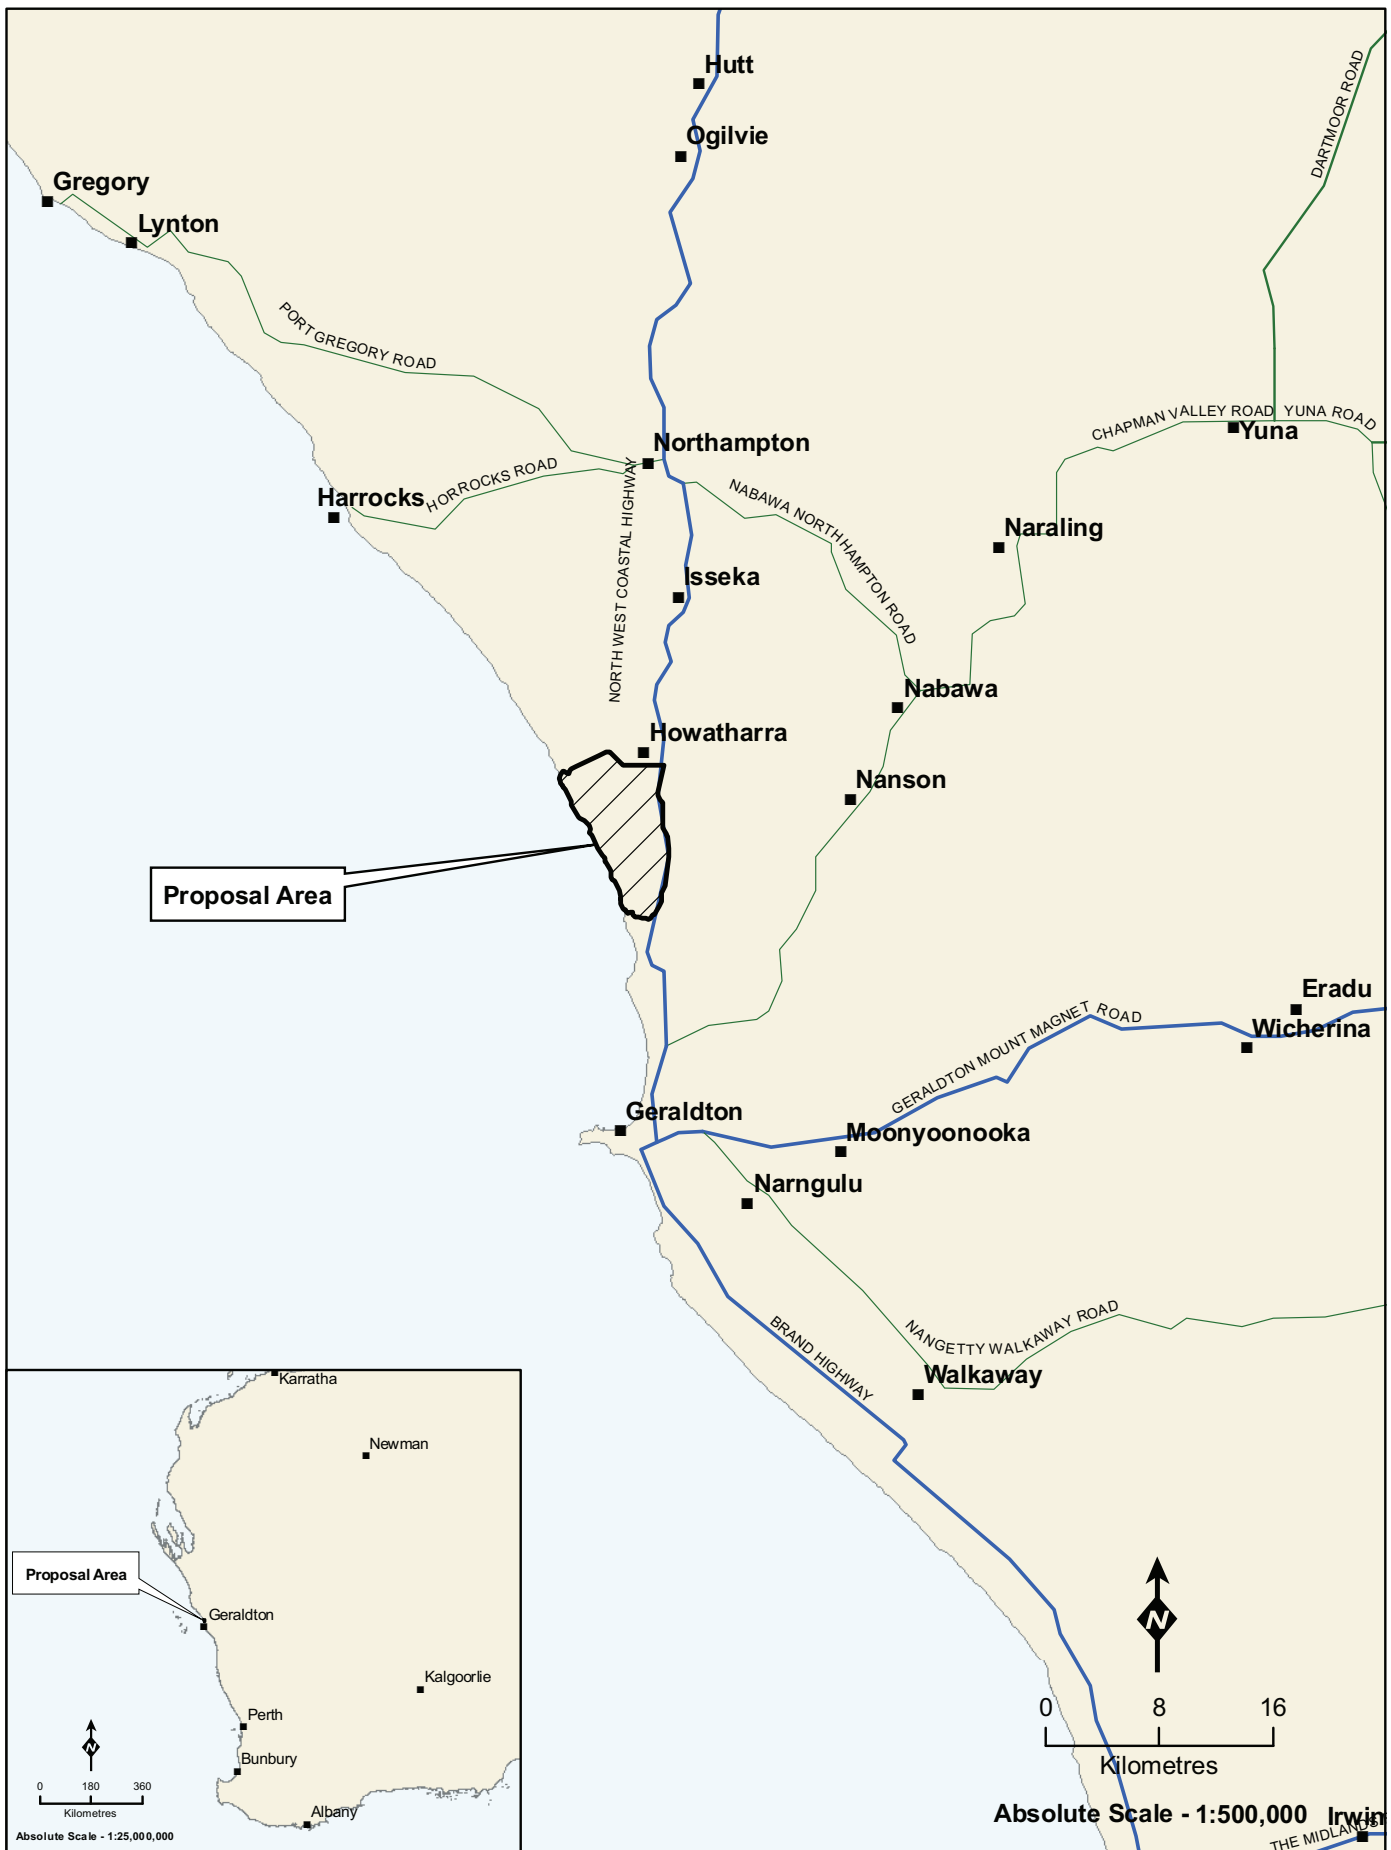 Hutt
Ogilvie
DARTMOOR ROAD
Gregory
Lynton
PORT GREGORY ROAD
CHAPMAN VALLEY ROAD
YUNA ROAD
Yuna
Northampton
HORROCKS ROAD
Harrocks
NORTH WEST COASTAL HIGHWAY
NABAWA NORTHHAMPTON ROAD
Naraling
Isseka
Nabawa
Howatharra
Nanson
Proposal Area
Eradu
GERALDTON MOUNT MAGNET ROAD
Wicherina
Geraldton
Moonyoonooka
Narngulu
BRAND HIGHWAY
NANGETTY WALKAWAY ROAD
Walkaway
Karratha
Newman
Proposal Area
Geraldton
Kalgoorlie
Perth
Bunbury
Albany
N
0 180 360
Kilometres
Absolute Scale - 1:25,000,000
N
0 8 16
Kilometres
Absolute Scale - 1:500,000
Irwin
THE MIDLANDS